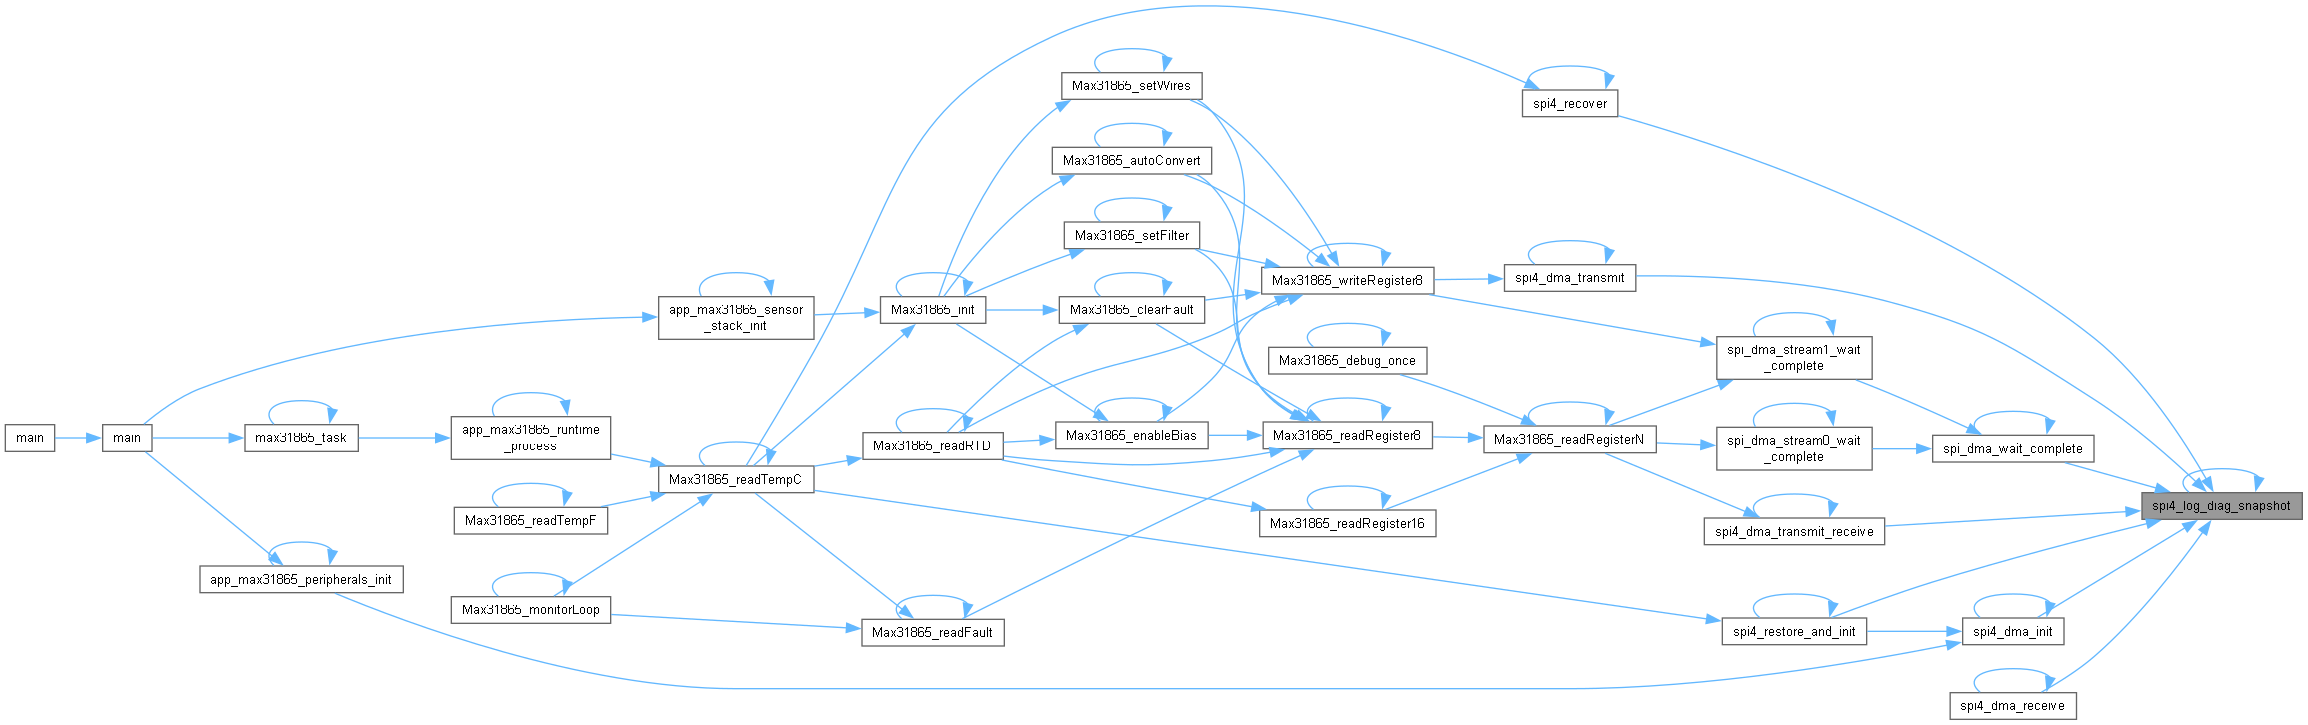 main
main
app_max31865_sensor
_stack_init
max31865_task
app_max31865_runtime
_process
Max31865_readTempC
Max31865_readTempF
app_max31865_peripherals_init
Max31865_monitorLoop
Max31865_setWires
Max31865_autoConvert
Max31865_setFilter
Max31865_init
Max31865_clearFault
Max31865_enableBias
Max31865_readRTD
Max31865_readFault
Max31865_writeRegister8
Max31865_debug_once
Max31865_readRegister8
Max31865_readRegister16
spi4_recover
spi4_dma_transmit
Max31865_readRegisterN
spi_dma_stream1_wait
_complete
spi_dma_stream0_wait
_complete
spi4_dma_transmit_receive
spi_dma_wait_complete
spi4_log_diag_snapshot
spi4_restore_and_init
spi4_dma_init
spi4_dma_receive